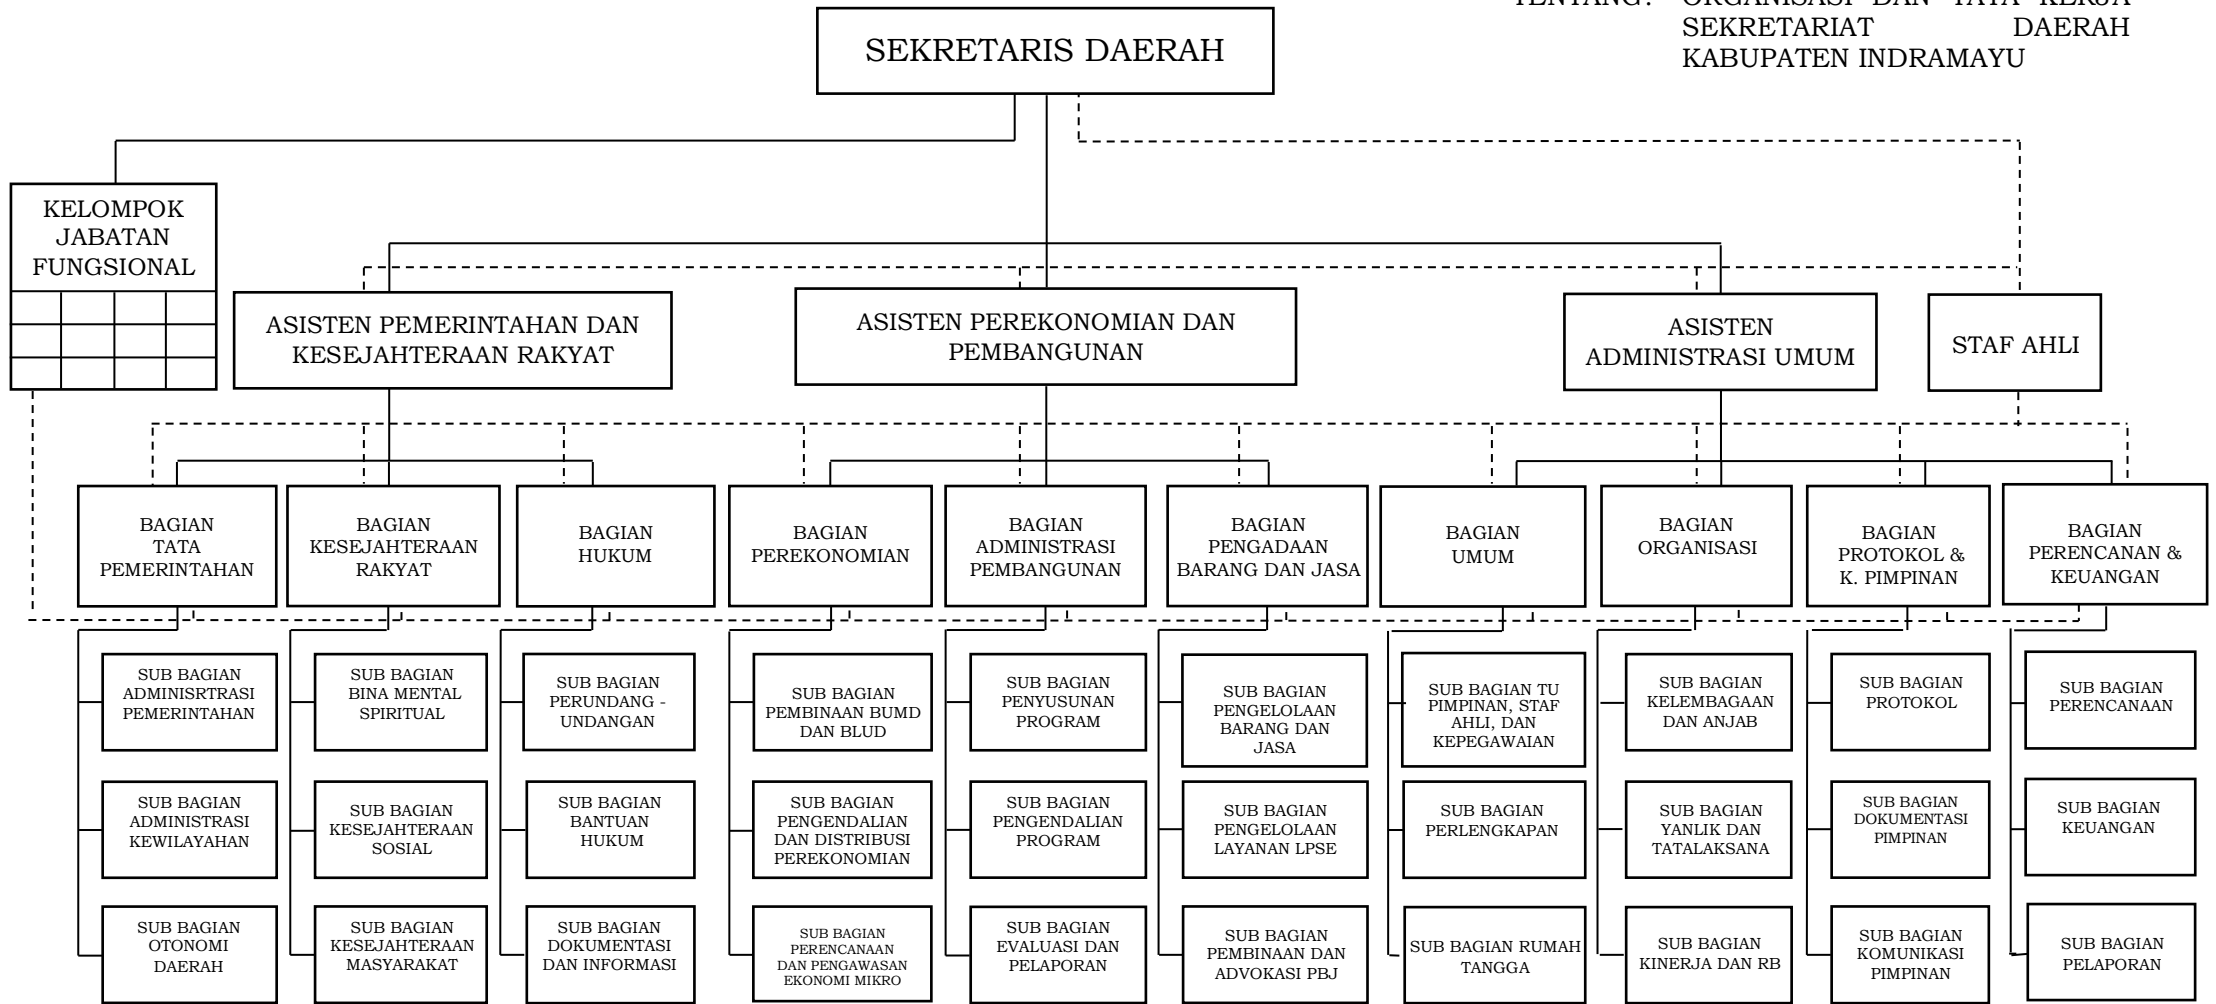 TENTANG: ORGANISASI DAN TATA KERJA
SEKRETARIAT DAERAH
KABUPATEN INDRAMAYU
SEKRETARIS DAERAH
KELOMPOK
JABATAN
FUNGSIONAL
ASISTEN PEMERINTAHAN DAN
KESEJAHTERAAN RAKYAT
ASISTEN PEREKONOMIAN DAN
PEMBANGUNAN
ASISTEN
ADMINISTRASI UMUM
STAF AHLI
BAGIAN
TATA
PEMERINTAHAN
BAGIAN
KESEJAHTERAAN
RAKYAT
BAGIAN
HUKUM
BAGIAN
PEREKONOMIAN
BAGIAN
ADMINISTRASI
PEMBANGUNAN
BAGIAN
PENGADAAN
BARANG DAN JASA
BAGIAN
UMUM
BAGIAN
ORGANISASI
BAGIAN
PROTOKOL &
K. PIMPINAN
BAGIAN
PERENCANAN &
KEUANGAN
SUB BAGIAN
ADMINISRTRASI
PEMERINTAHAN
SUB BAGIAN
BINA MENTAL
SPIRITUAL
SUB BAGIAN
PERUNDANG -
UNDANGAN
SUB BAGIAN
PEMBINAAN BUMD
DAN BLUD
SUB BAGIAN
PENYUSUNAN
PROGRAM
SUB BAGIAN
PENGELOLAAN
BARANG DAN
JASA
SUB BAGIAN TU
PIMPINAN, STAF
AHLI, DAN
KEPEGAWAIAN
SUB BAGIAN
KELEMBAGAAN
DAN ANJAB
SUB BAGIAN
PROTOKOL
SUB BAGIAN
PERENCANAAN
SUB BAGIAN
ADMINISTRASI
KEWILAYAHAN
SUB BAGIAN
KESEJAHTERAAN
SOSIAL
SUB BAGIAN
BANTUAN
HUKUM
SUB BAGIAN
PENGENDALIAN
DAN DISTRIBUSI
PEREKONOMIAN
SUB BAGIAN
PENGENDALIAN
PROGRAM
SUB BAGIAN
PENGELOLAAN
LAYANAN LPSE
SUB BAGIAN
PERLENGKAPAN
SUB BAGIAN
YANLIK DAN
TATALAKSANA
SUB BAGIAN
DOKUMENTASI
PIMPINAN
SUB BAGIAN
KEUANGAN
SUB BAGIAN
OTONOMI
DAERAH
SUB BAGIAN
KESEJAHTERAAN
MASYARAKAT
SUB BAGIAN
DOKUMENTASI
DAN INFORMASI
SUB BAGIAN
PERENCANAAN
DAN PENGAWASAN
EKONOMI MIKRO
SUB BAGIAN
EVALUASI DAN
PELAPORAN
SUB BAGIAN
PEMBINAAN DAN
ADVOKASI PBJ
SUB BAGIAN RUMAH
TANGGA
SUB BAGIAN
KINERJA DAN RB
SUB BAGIAN
KOMUNIKASI
PIMPINAN
SUB BAGIAN
PELAPORAN